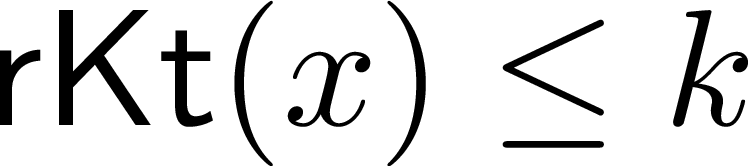 rKt(x) ≤ k